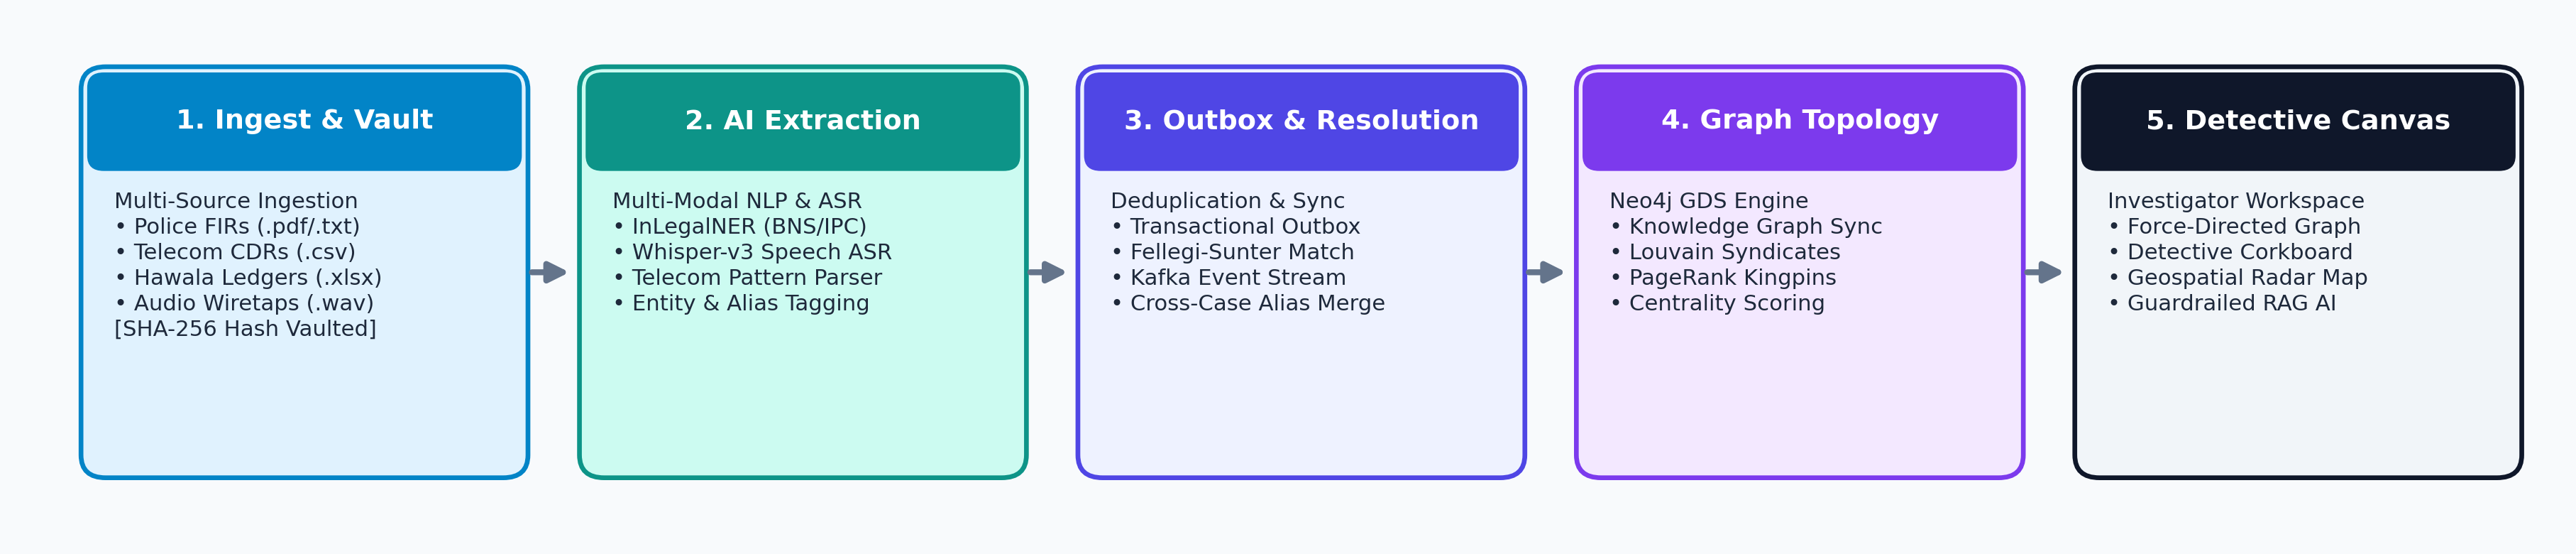 1. Ingest & Vault
Multi-Source Ingestion
• Police FIRs (.pdf/.txt)
• Telecom CDRs (.csv)
• Hawala Ledgers (.xlsx)
• Audio Wiretaps (.wav)
[SHA-256 Hash Vaulted]
2. AI Extraction
Multi-Modal NLP & ASR
• InLegalNER (BNS/IPC)
• Whisper-v3 Speech ASR
• Telecom Pattern Parser
• Entity & Alias Tagging
3. Outbox & Resolution
Deduplication & Sync
• Transactional Outbox
• Fellegi-Sunter Match
• Kafka Event Stream
• Cross-Case Alias Merge
4. Graph Topology
Neo4j GDS Engine
• Knowledge Graph Sync
• Louvain Syndicates
• PageRank Kingpins
• Centrality Scoring
5. Detective Canvas
Investigator Workspace
• Force-Directed Graph
• Detective Corkboard
• Geospatial Radar Map
• Guardrailed RAG AI